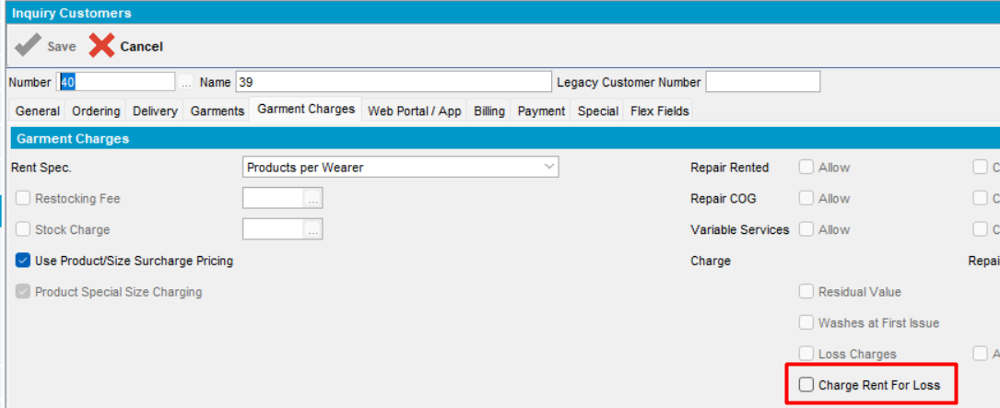 Inquiry Customers
Save Cancel
Number 40 ... Name 39 Legacy Customer Number
General Ordering Delivery Garments Garment Charges Web Portal / App Billing Payment Special Flex Fields
Garment Charges
Rent Spec. Products per Wearer Repair Rented Allow C
Restocking Fee ... Repair COG Allow C
Stock Charge ... Variable Services Allow C
Use Product/Size Surcharge Pricing Charge Repai
Product Special Size Charging Residual Value
Washes at First Issue
Loss Charges A
Charge Rent For Loss